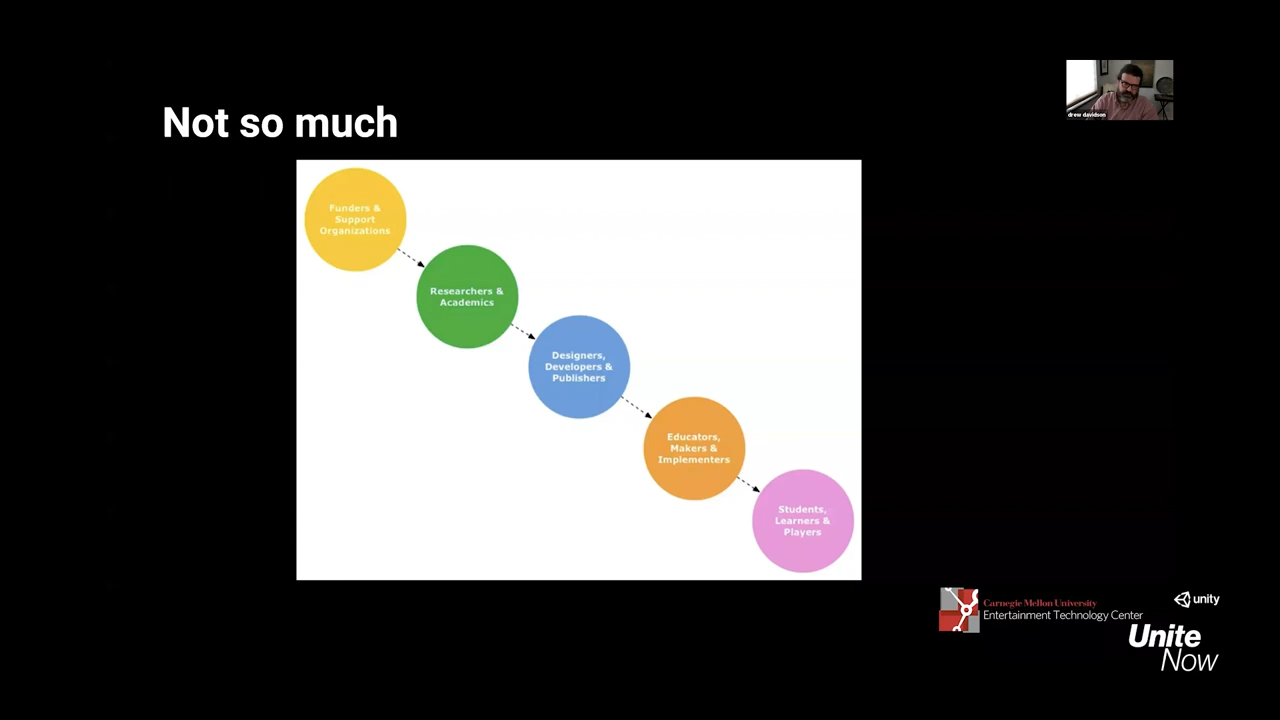 Not so much
drew davidson
Funders &
Support
Organizations
Researchers &
Academics
Designers,
Developers &
Publishers
Educators,
Makers &
Implementers
Students,
Learners &
Players
Carnegie Mellon University
Entertainment Technology Center
unity
Unite
Now